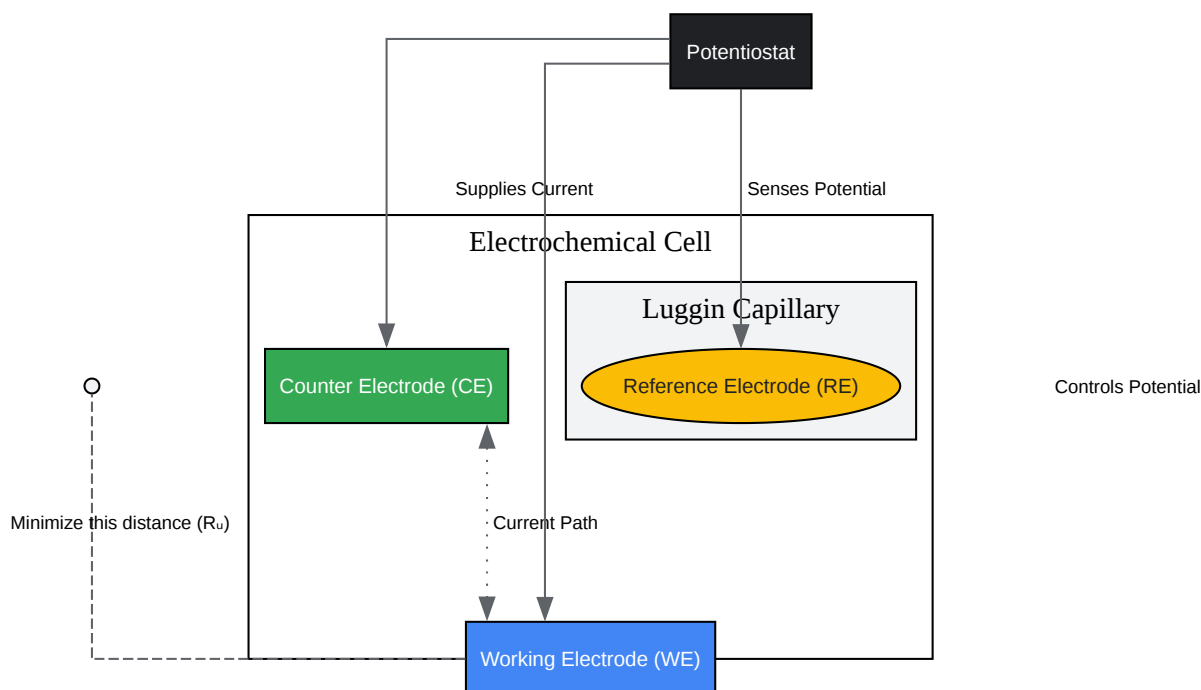 Potentiostat
Supplies Current
Senses Potential
Electrochemical Cell
Luggin Capillary
Counter Electrode (CE)
Reference Electrode (RE)
Controls Potential
Minimize this distance (Rᵤ)
Current Path
Working Electrode (WE)